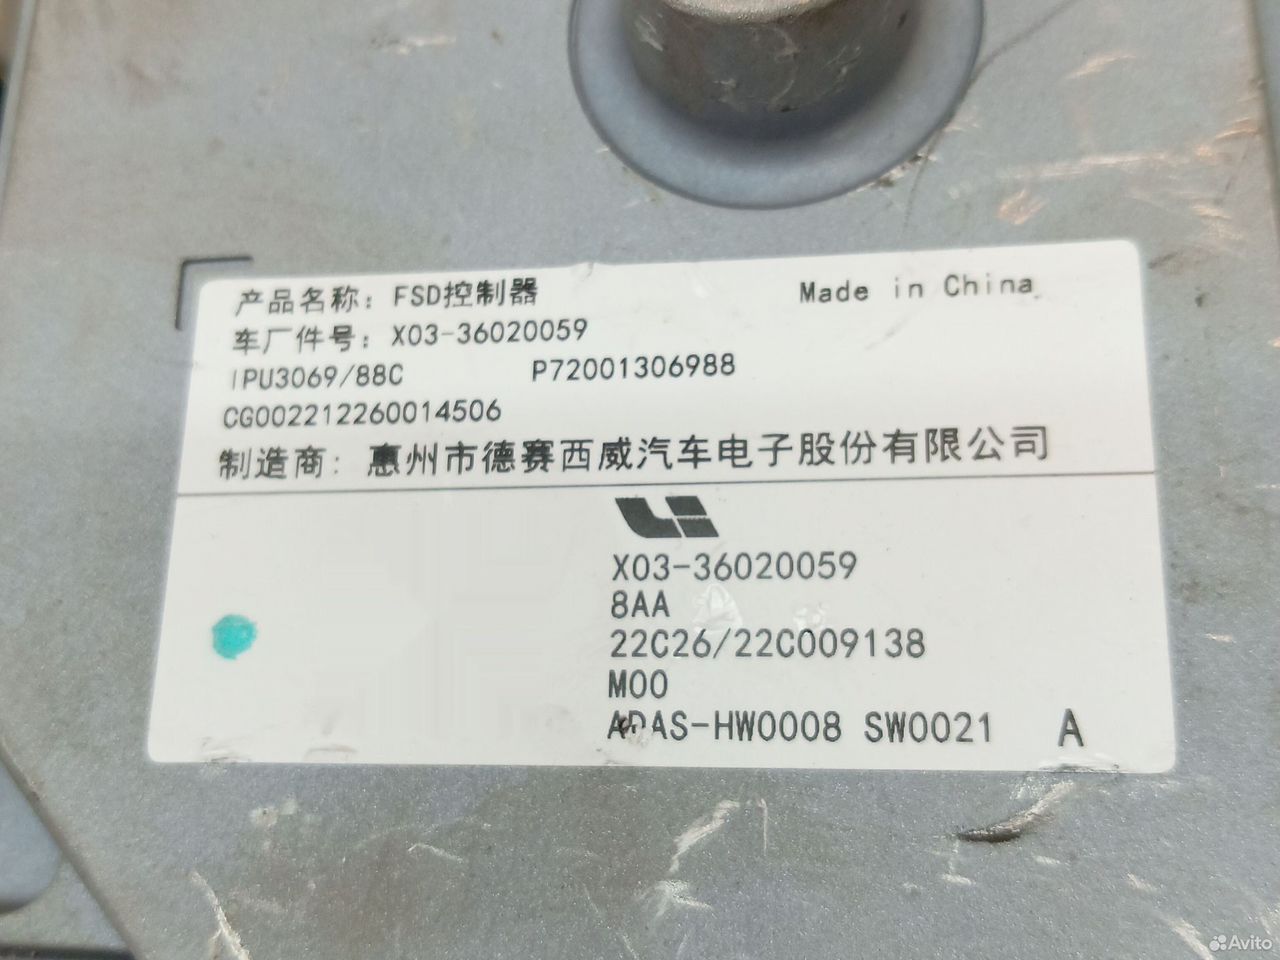 产品名称：FSD控制器
Made in China
车厂件号：X03-36020059
IPU3069/88C P72001306988
CG002212260014506
制造商：惠州市德赛西威汽车电子股份有限公司
X03-36020059
8AA
22C26/22C009138
M00
ADAS-HW0008 SW0021 A
Avito